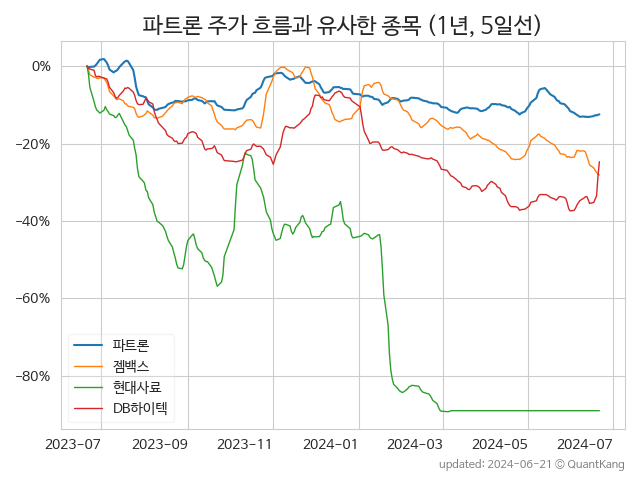 파트론 주가 흐름과 유사한 종목 (1년, 5일선)
0%
−20%
−40%
−60%
−80%
파트론
젬백스
현대사료
DB하이텍
2023-07
2023-09
2023-11
2024-01
2024-03
2024-05
2024-07
updated: 2024-06-21 © QuantKang